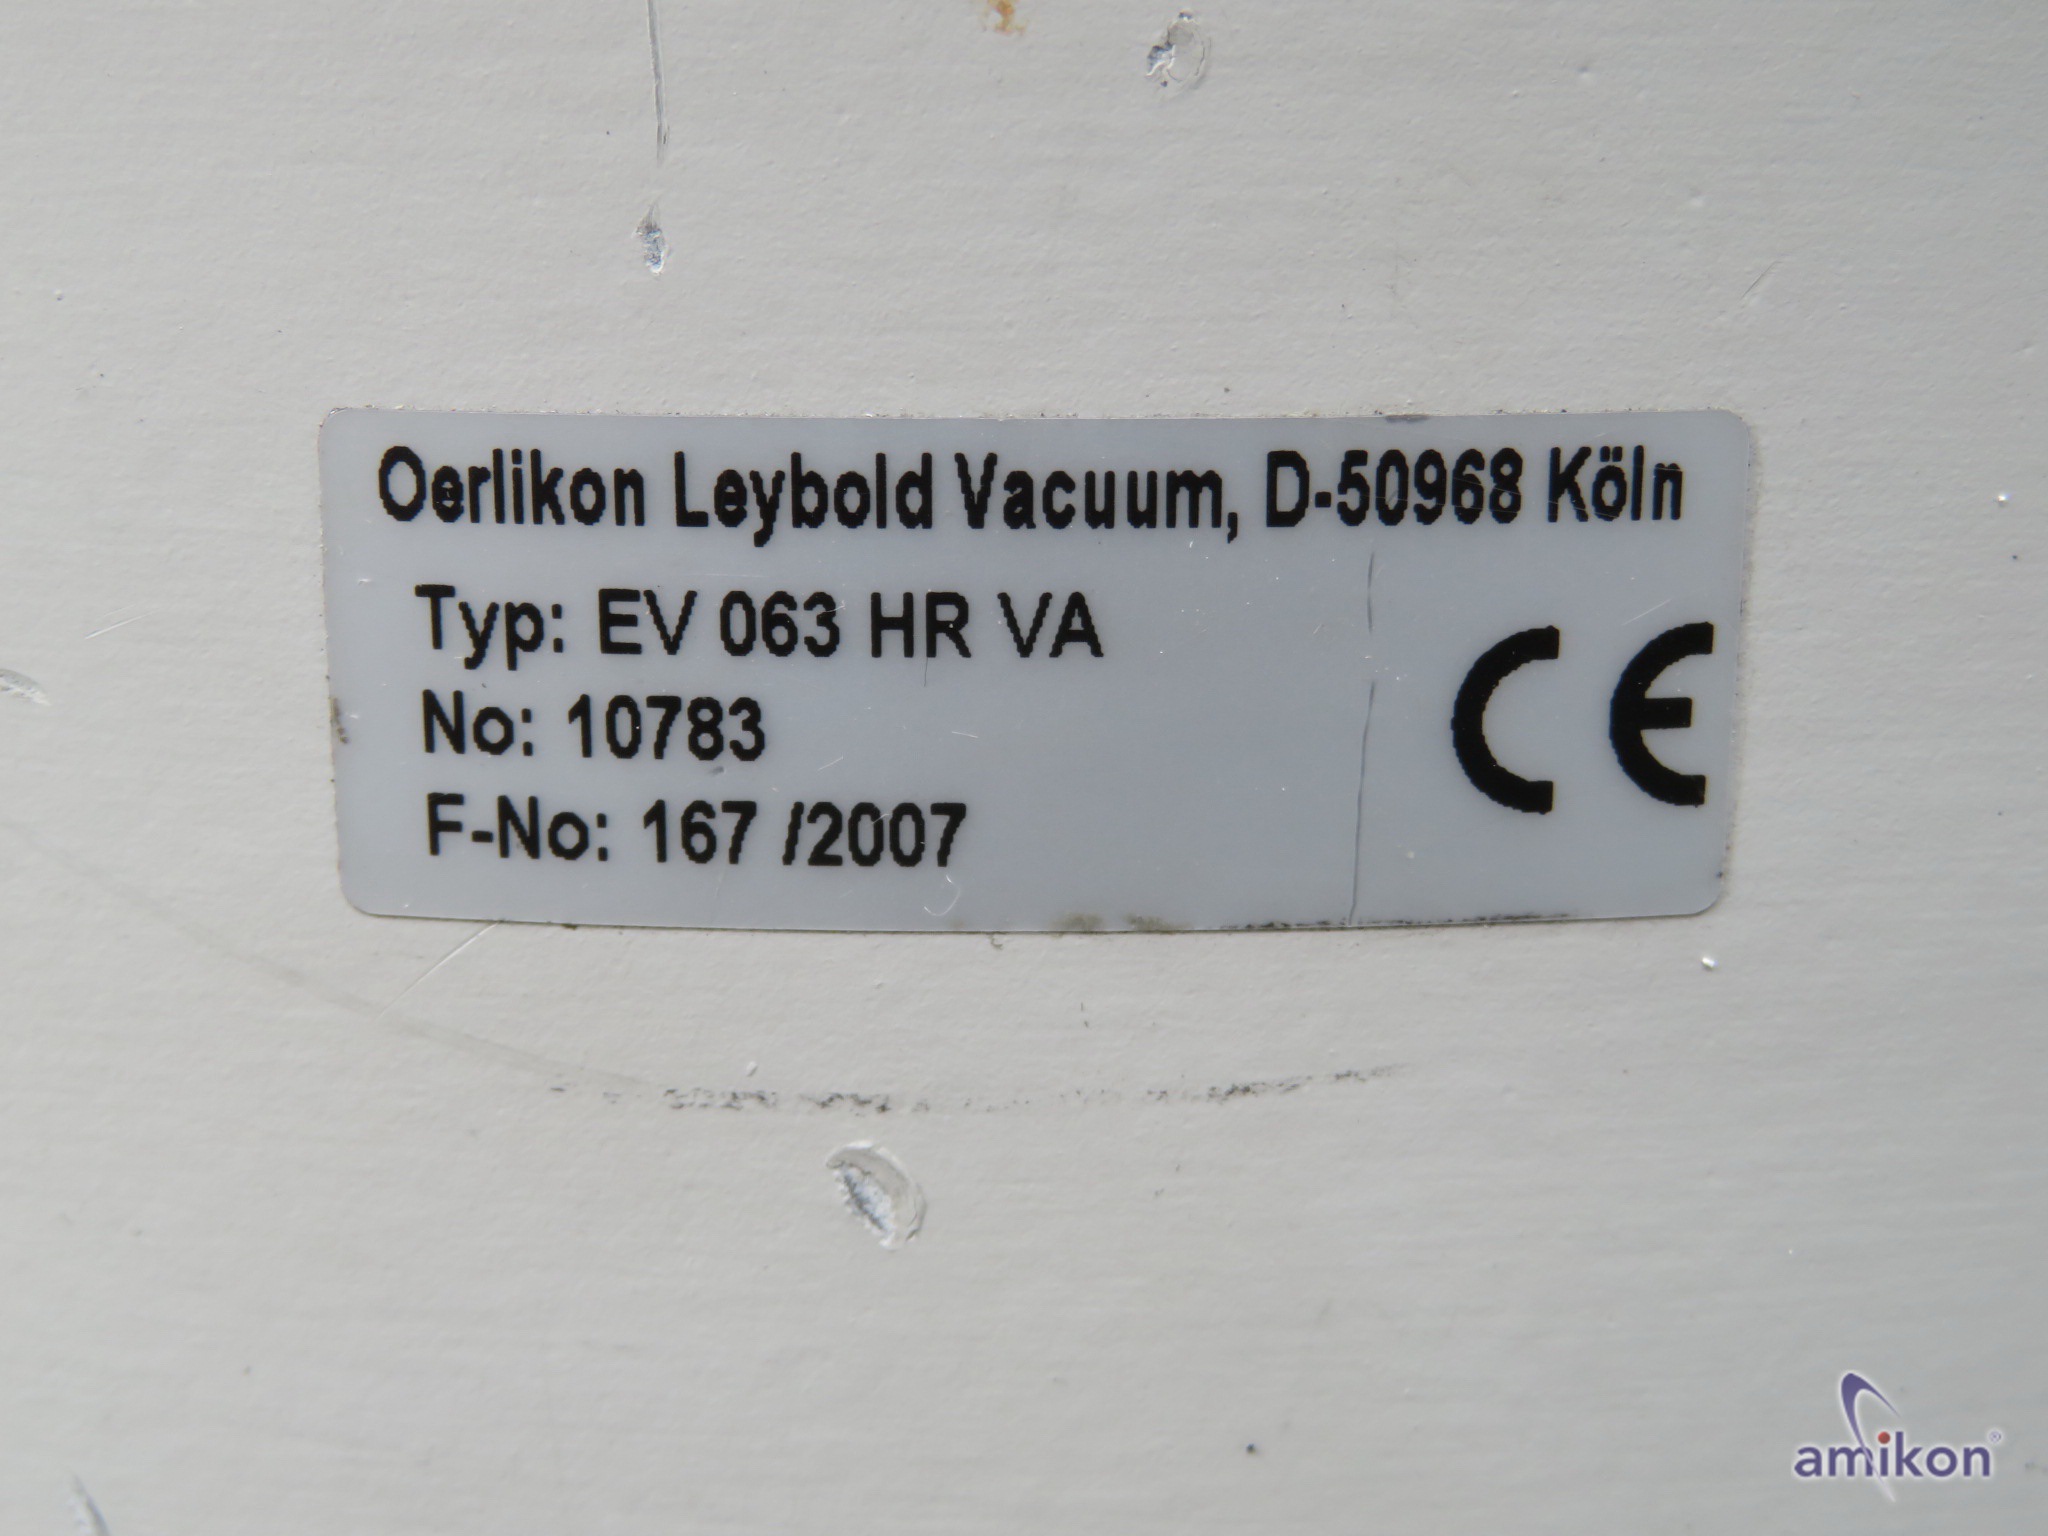 Oerlikon Leybold Vacuum, D-50968 Köln
Typ: EV 063 HR VA
No: 10783
F-No: 167 /2007
CE
amikon®